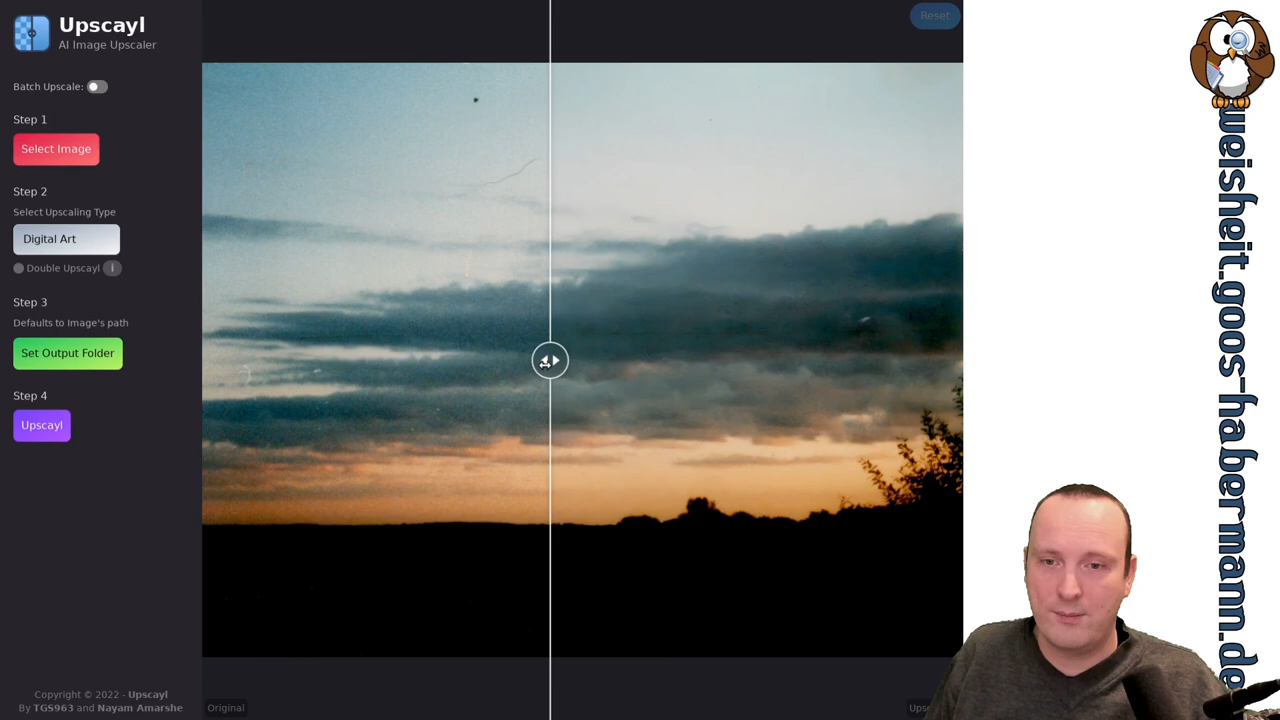 Upscayl
AI Image Upscaler
Batch Upscale:
Step 1
Select Image
Step 2
Select Upscaling Type
Digital Art
Double Upscayl i
Step 3
Defaults to Image's path
Set Output Folder
Step 4
Upscayl
Copyright © 2022 - Upscayl
By TGS963 and Nayam Amarshe
Reset
Original
weisheit.goos-habermann.de